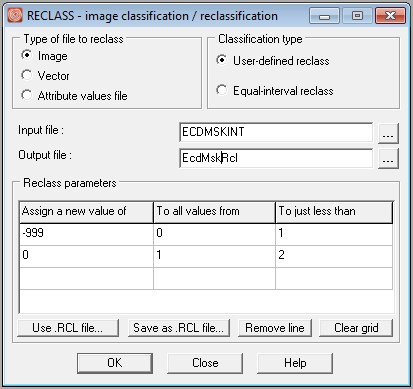 RECLASS - image classification / reclassification
Type of file to reclass
Image
Vector
Attribute values file
Classification type
User-defined reclass
Equal-interval reclass
Input file :
ECDMSKINT
...
Output file :
EcdMskRcl
...
Reclass parameters
Assign a new value of To all values from To just less than
-999 0 1
0 1 2
Use .RCL file... Save as .RCL file... Remove line Clear grid
OK Close Help